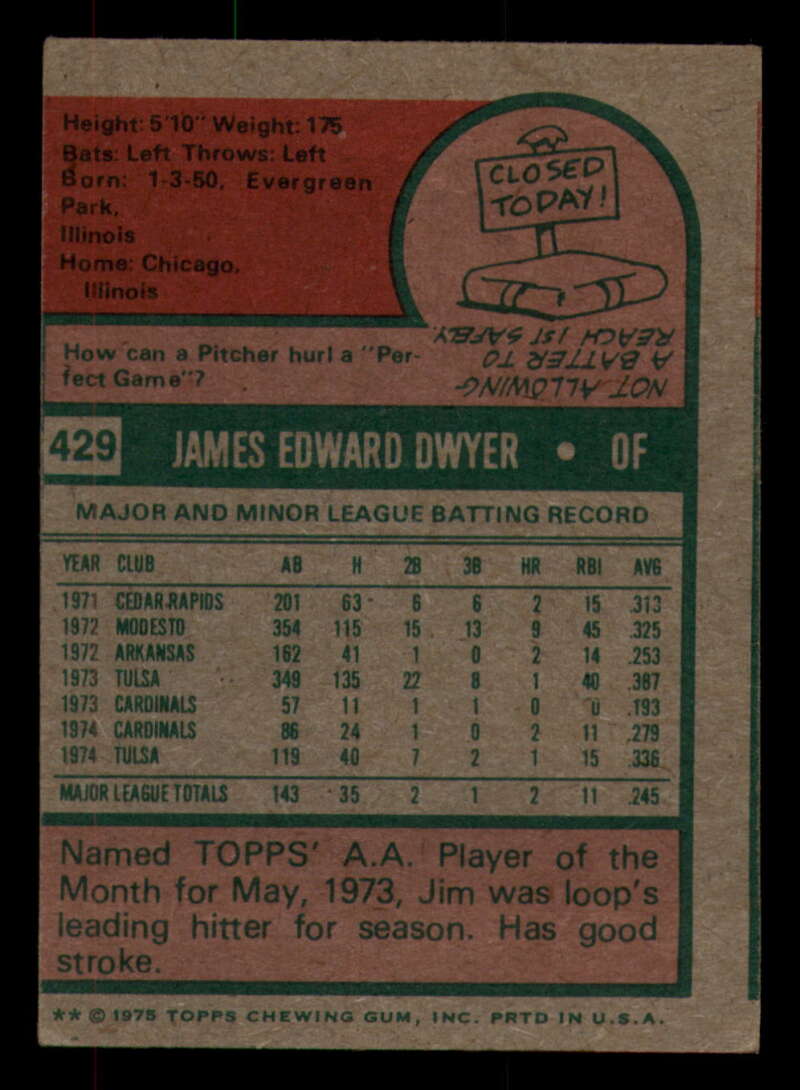 Height: 5'10" Weight: 175
Bats: Left Throws: Left
Born: 1-3-50, Evergreen
Park,
Illinois
Home: Chicago,
Illinois
CLOSED
TODAY!
How can a Pitcher hurl a "Per-
fect Game"?
NOT ALLOWING
A BATTER TO
REACH 1ST SAFELY.
429 JAMES EDWARD DWYER • OF
MAJOR AND MINOR LEAGUE BATTING RECORD
YEAR CLUB AB H 2B 3B HR RBI AVG
1971 CEDAR RAPIDS 201 63 6 6 2 15 .313
1972 MODESTO 354 115 15 13 9 45 .325
1972 ARKANSAS 162 41 1 0 2 14 .253
1973 TULSA 349 135 22 8 1 40 .387
1973 CARDINALS 57 11 1 1 0 0 .193
1974 CARDINALS 86 24 1 0 2 11 .279
1974 TULSA 119 40 7 2 1 15 .336
MAJOR LEAGUE TOTALS 143 35 2 1 2 11 .245
Named TOPPS' A.A. Player of the
Month for May, 1973, Jim was loop's
leading hitter for season. Has good
stroke.
** © 1975 TOPPS CHEWING GUM, INC. PRTD IN U.S.A.